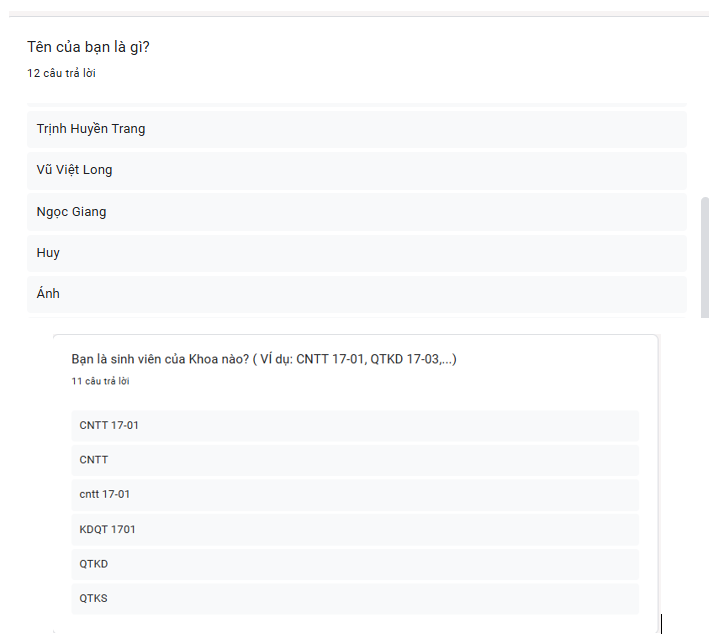 Tên của bạn là gì?
12 câu trả lời
Trịnh Huyền Trang
Vũ Việt Long
Ngọc Giang
Huy
Ánh
Bạn là sinh viên của Khoa nào? ( Ví dụ: CNTT 17-01, QTKD 17-03,...)
11 câu trả lời
CNTT 17-01
CNTT
cntt 17-01
KDQT 1701
QTKD
QTKS